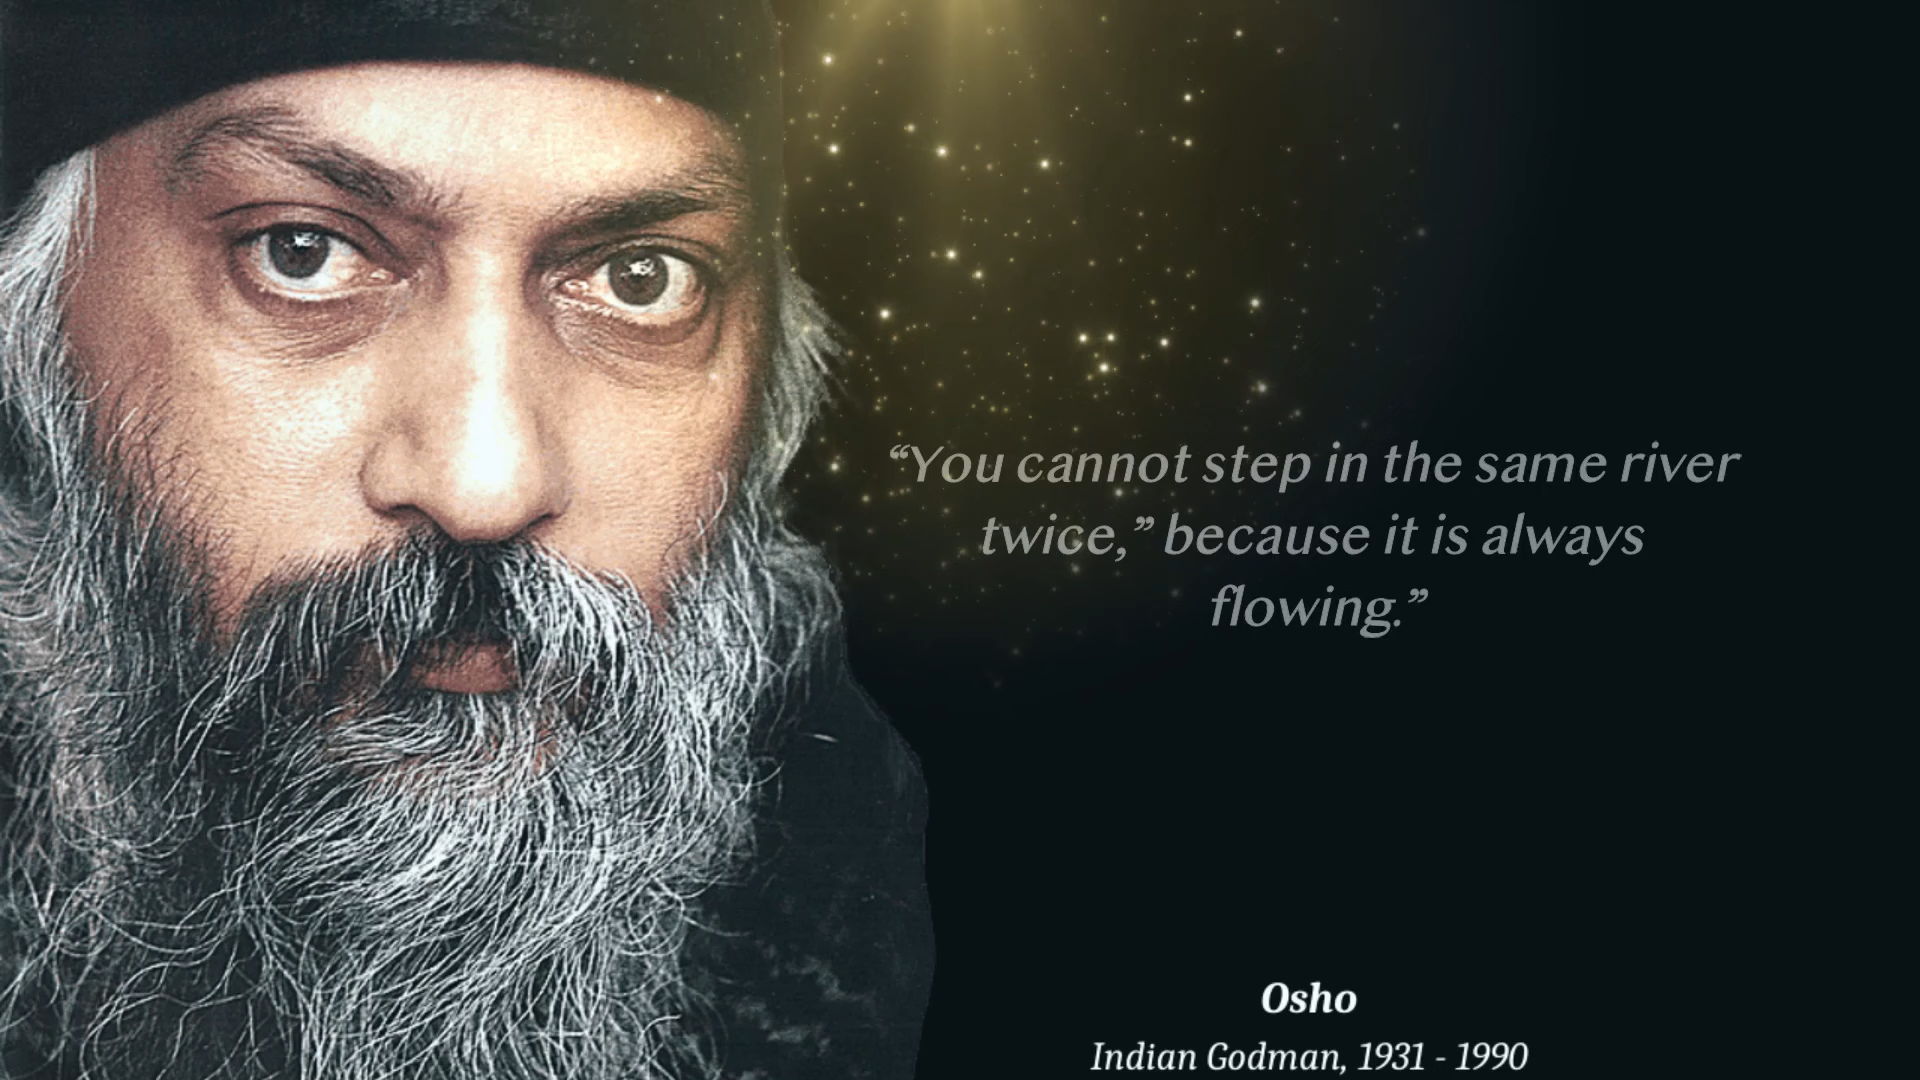 “You cannot step in the same river
twice,” because it is always
flowing.”
Osho
Indian Godman, 1931 - 1990